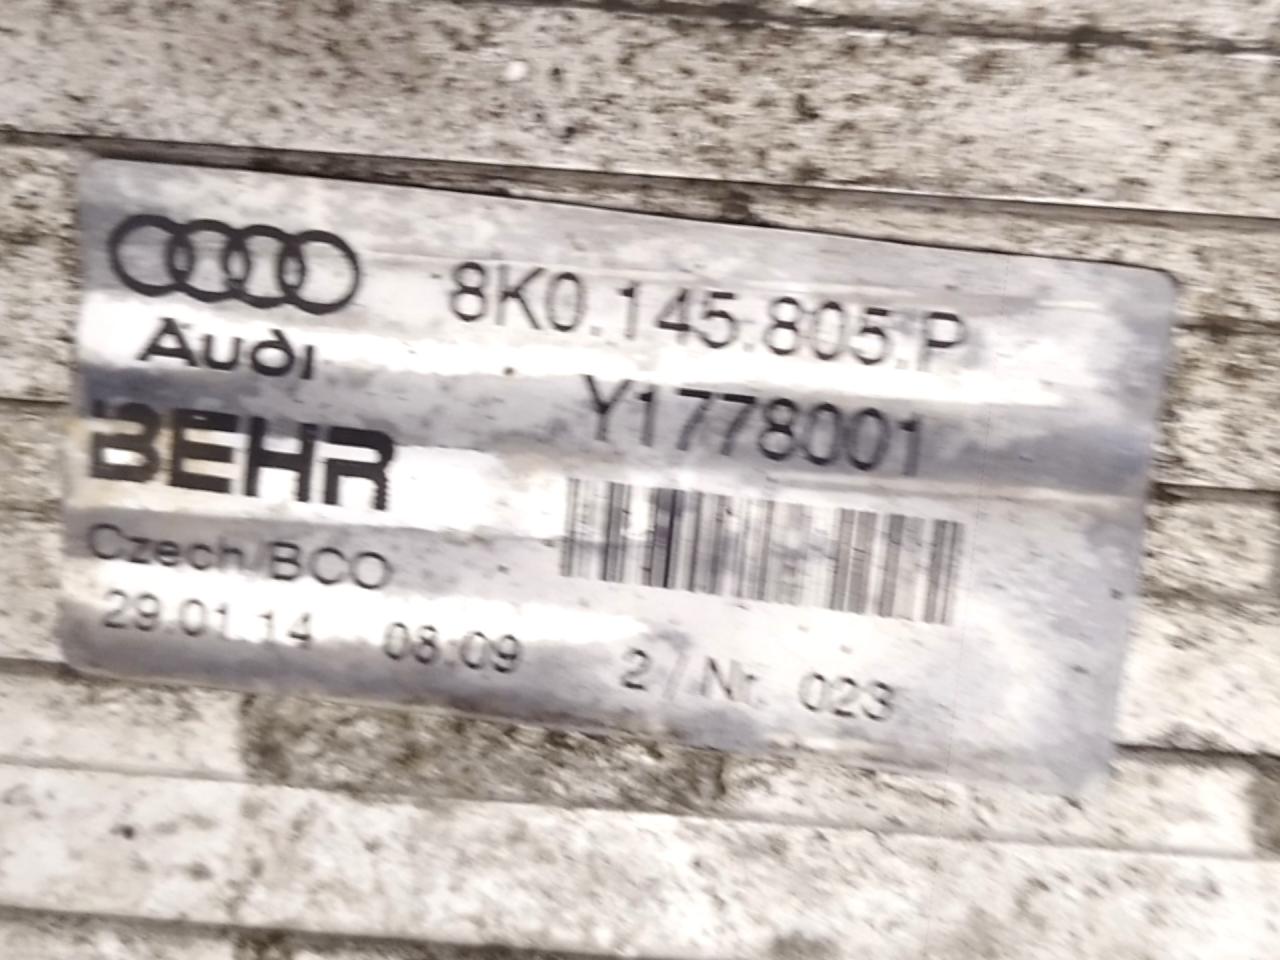 8K0.145.805.P
Audi
Y1778001
BEHR
Czech/BCO
29.01.14 08:09 2/Nr. 023